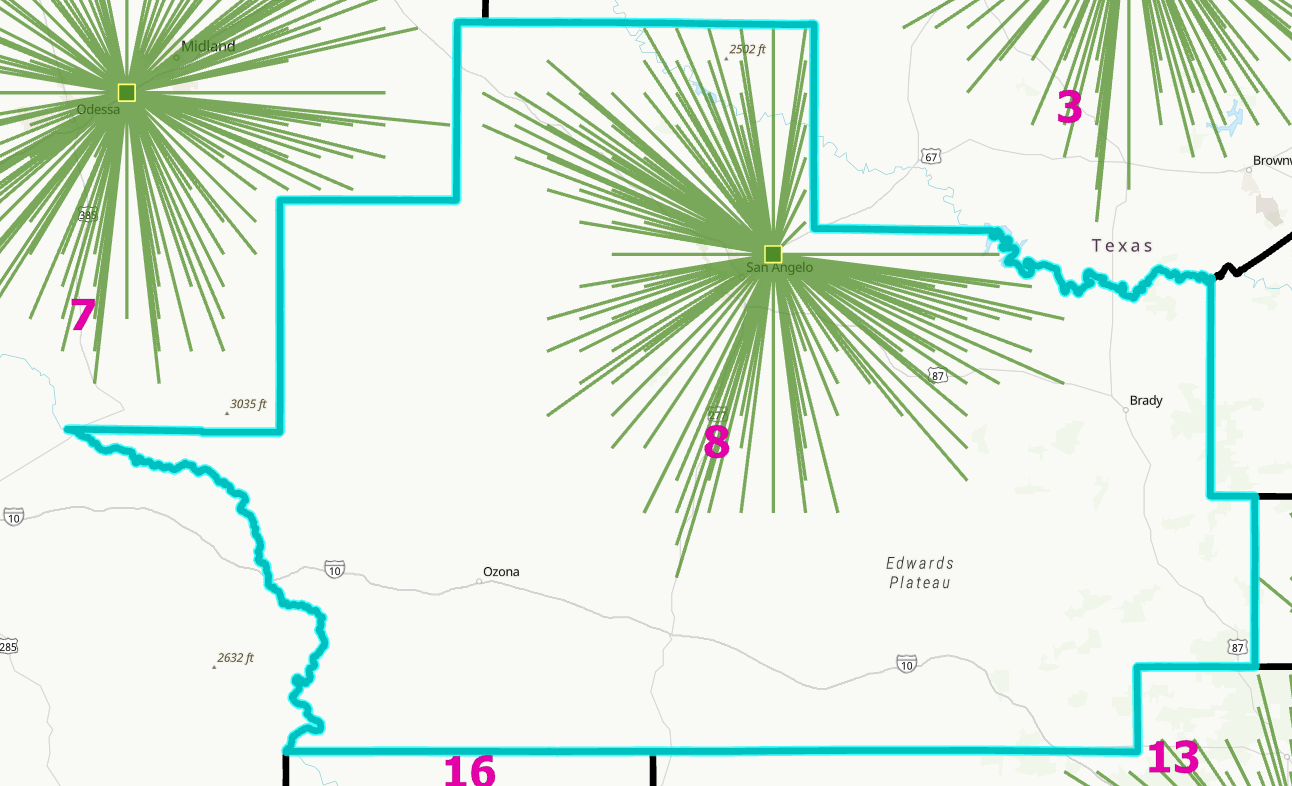 Midland
2502 ft
Odessa
3
67
385
Texas
San Angelo
7
87
3035 ft
277
Brady
8
10
10
Ozona
Edwards
Plateau
285
2632 ft
10
87
16
13